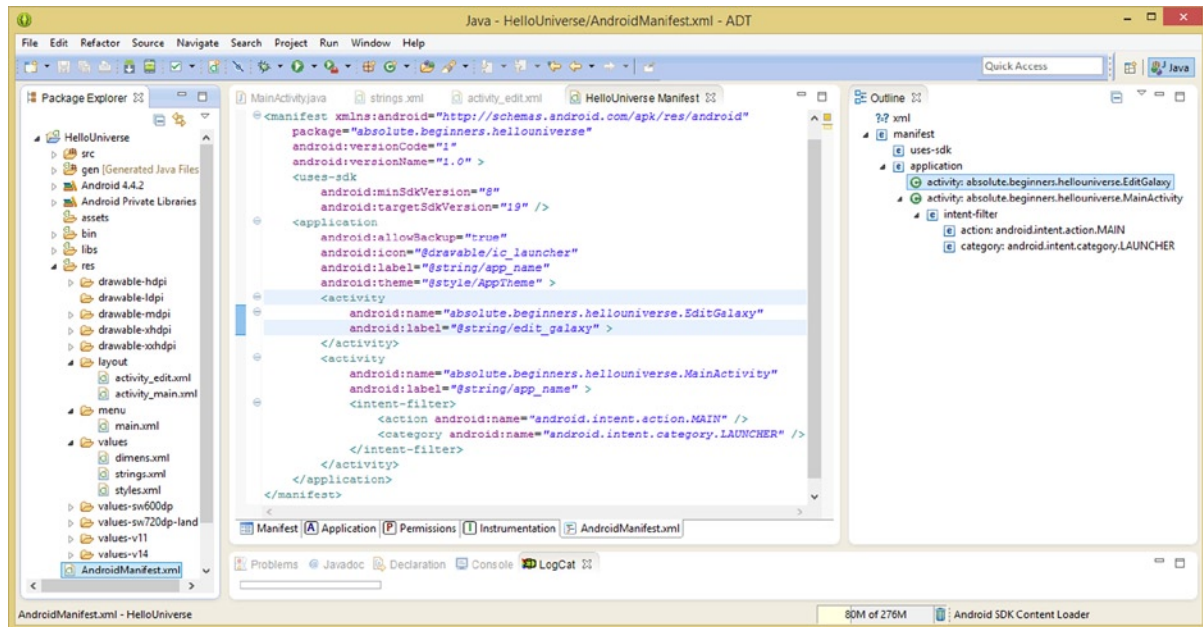 Java - HelloUniverse/AndroidManifest.xml - ADT
File Edit Refactor Source Navigate Search Project Run Window Help
Quick Access
Java
Package Explorer
HelloUniverse
src
gen [Generated Java Files
Android 4.4.2
Android Private Libraries
assets
bin
libs
res
drawable-hdpi
drawable-ldpi
drawable-mdpi
drawable-xhdpi
drawable-xxhdpi
layout
activity_edit.xml
activity_main.xml
menu
main.xml
values
dimens.xml
strings.xml
styles.xml
values-sw600dp
values-sw720dp-land
values-v11
values-v14
AndroidManifest.xml
MainActivity.java strings.xml activity_edit.xml HelloUniverse Manifest
<manifest xmlns:android="http://schemas.android.com/apk/res/android"
package="absolute.beginners.hellouniverse"
android:versionCode="1"
android:versionName="1.0" >
<uses-sdk
android:minSdkVersion="8"
android:targetSdkVersion="19" />
<application
android:allowBackup="true"
android:icon="@drawable/ic_launcher"
android:label="@string/app_name"
android:theme="@style/AppTheme" >
<activity
android:name="absolute.beginners.hellouniverse.EditGalaxy"
android:label="@string/edit_galaxy" >
</activity>
<activity
android:name="absolute.beginners.hellouniverse.MainActivity"
android:label="@string/app_name" >
<intent-filter>
<action android:name="android.intent.action.MAIN" />
<category android:name="android.intent.category.LAUNCHER" />
</intent-filter>
</activity>
</application>
</manifest>
Manifest A Application P Permissions I Instrumentation AndroidManifest.xml
Problems @ Javadoc Declaration Console LogCat
Outline
?-? xml
e manifest
e uses-sdk
e application
activity: absolute.beginners.hellouniverse.EditGalaxy
activity: absolute.beginners.hellouniverse.MainActivity
e intent-filter
e action: android.intent.action.MAIN
e category: android.intent.category.LAUNCHER
AndroidManifest.xml - HelloUniverse
80M of 276M
Android SDK Content Loader